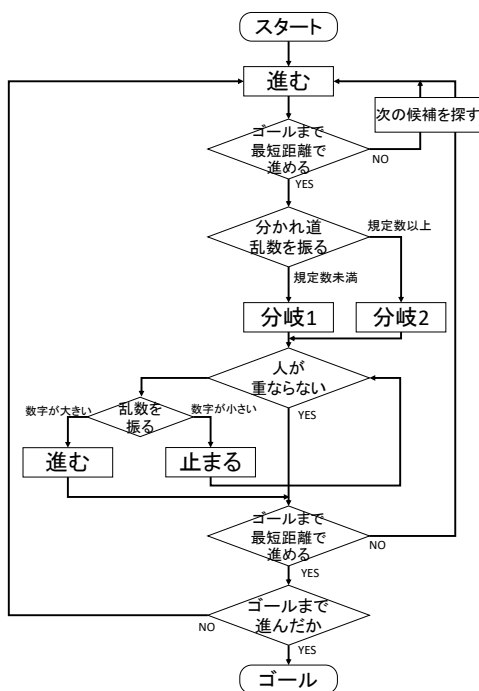 スタート
進む
次の候補を探す
ゴールまで
最短距離で
進める
NO
YES
分かれ道
乱数を振る
規定数以上
規定数未満
分岐1
分岐2
人が
重ならない
YES
数字が大きい
乱数を
振る
数字が小さい
進む
止まる
ゴールまで
最短距離で
進める
NO
YES
ゴールまで
進んだか
NO
YES
ゴール